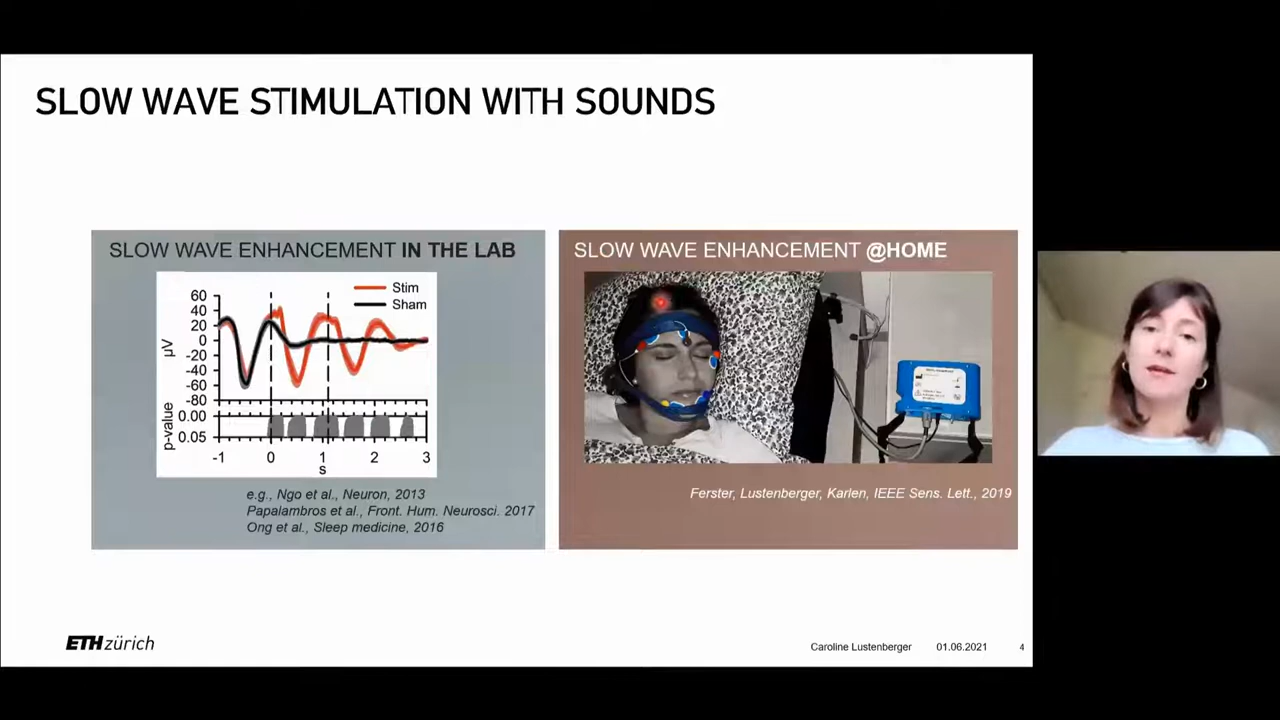 SLOW WAVE STIMULATION WITH SOUNDS
SLOW WAVE ENHANCEMENT IN THE LAB
Stim
Sham
60
40
20
0
-20
-40
-60
-80
µV
0.00
0.05
p-value
-1 0 1 2 3
s
e.g., Ngo et al., Neuron, 2013
Papalambros et al., Front. Hum. Neurosci. 2017
Ong et al., Sleep medicine, 2016
SLOW WAVE ENHANCEMENT @HOME
Ferster, Lustenberger, Karlen, IEEE Sens. Lett., 2019
ETH zürich
Caroline Lustenberger 01.06.2021 4